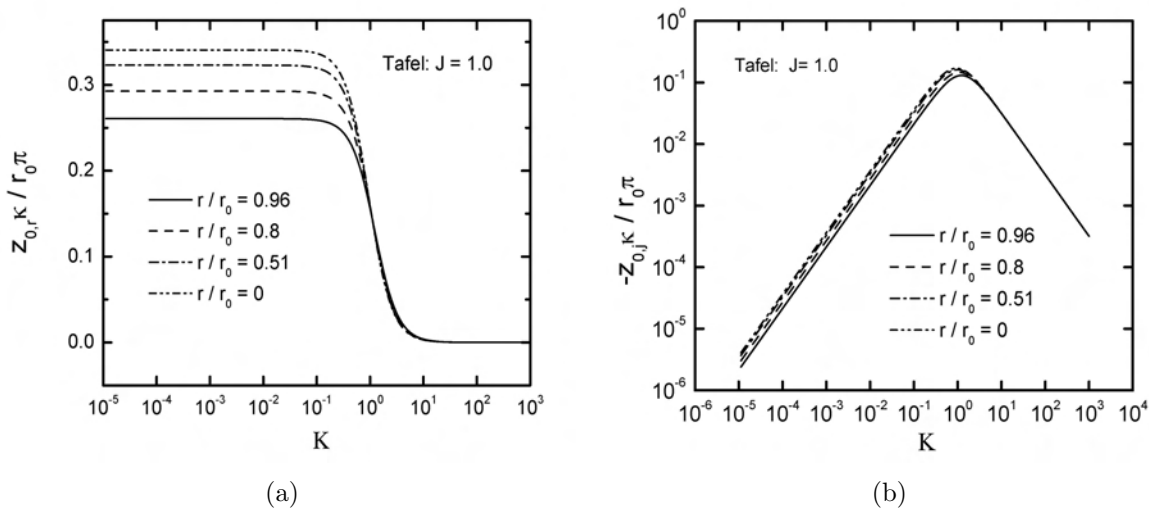 Tafel: J = 1.0
0.3
0.2
0.1
0.0
z₀,ᵣκ / r₀π
r / r₀ = 0.96
r / r₀ = 0.8
r / r₀ = 0.51
r / r₀ = 0
10⁻⁵ 10⁻⁴ 10⁻³ 10⁻² 10⁻¹ 10⁰ 10¹ 10² 10³
K
(a)
Tafel: J= 1.0
10⁰
10⁻¹
10⁻²
10⁻³
10⁻⁴
10⁻⁵
10⁻⁶
-z₀,ⱼκ / r₀π
r / r₀ = 0.96
r / r₀ = 0.8
r / r₀ = 0.51
r / r₀ = 0
10⁻⁶ 10⁻⁵ 10⁻⁴ 10⁻³ 10⁻² 10⁻¹ 10⁰ 10¹ 10² 10³ 10⁴
K
(b)